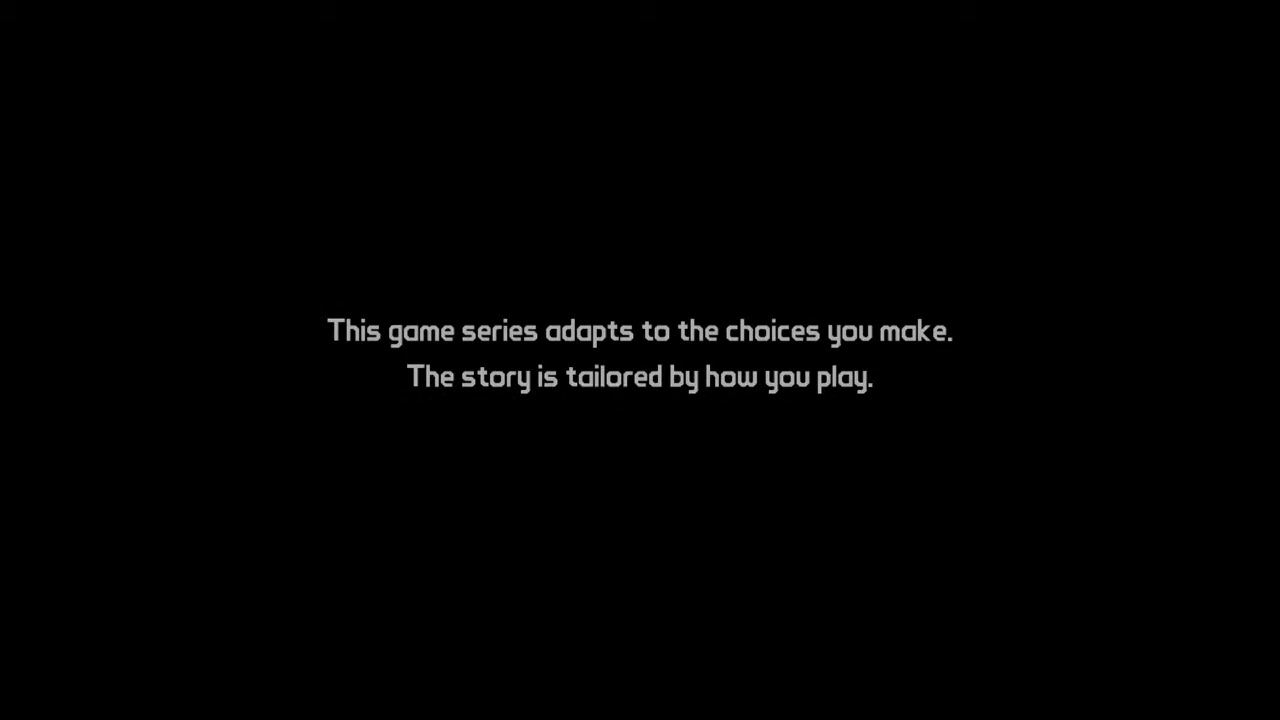 This game series adapts to the choices you make.
The story is tailored by how you play.